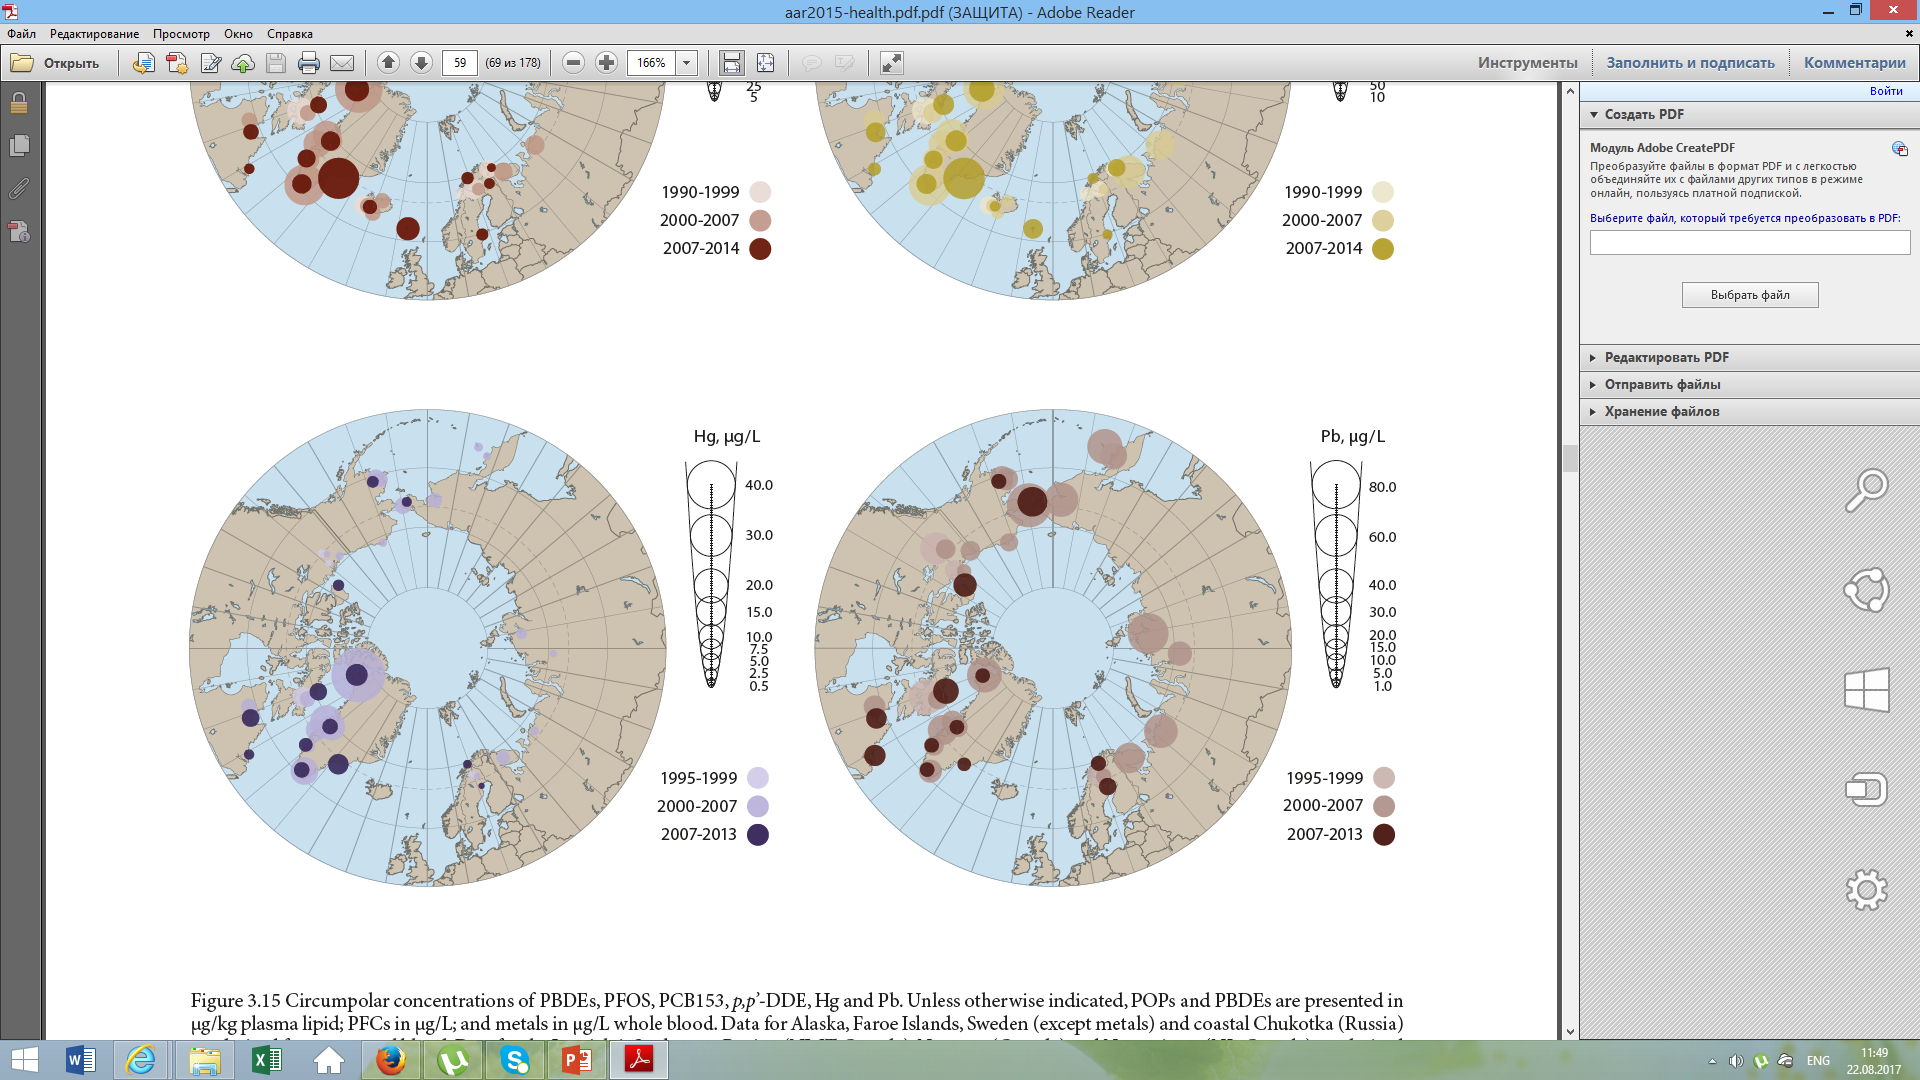 aar2015-health.pdf.pdf (ЗАЩИТА) - Adobe Reader
Файл Редактирование Просмотр Окно Справка
Открыть 59 (69 из 178) 166% Инструменты Заполнить и подписать Комментарии
Войти
Создать PDF
Модуль Adobe CreatePDF
Преобразуйте файлы в формат PDF и с легкостью
объединяйте их с файлами других типов в режиме
онлайн, пользуясь платной подпиской.
Выберите файл, который требуется преобразовать в PDF:
Выбрать файл
Редактировать PDF
Отправить файлы
Хранение файлов
25
5
1990-1999
2000-2007
2007-2014
50
10
1990-1999
2000-2007
2007-2014
Hg, µg/L
40.0
30.0
20.0
15.0
10.0
7.5
5.0
2.5
0.5
1995-1999
2000-2007
2007-2013
Pb, µg/L
80.0
60.0
40.0
30.0
20.0
15.0
10.0
5.0
1.0
1995-1999
2000-2007
2007-2013
Figure 3.15 Circumpolar concentrations of PBDEs, PFOS, PCB153, p,p’-DDE, Hg and Pb. Unless otherwise indicated, POPs and PBDEs are presented in
µg/kg plasma lipid; PFCs in µg/L; and metals in µg/L whole blood. Data for Alaska, Faroe Islands, Sweden (except metals) and coastal Chukotka (Russia)
ENG
11:49
22.08.2017